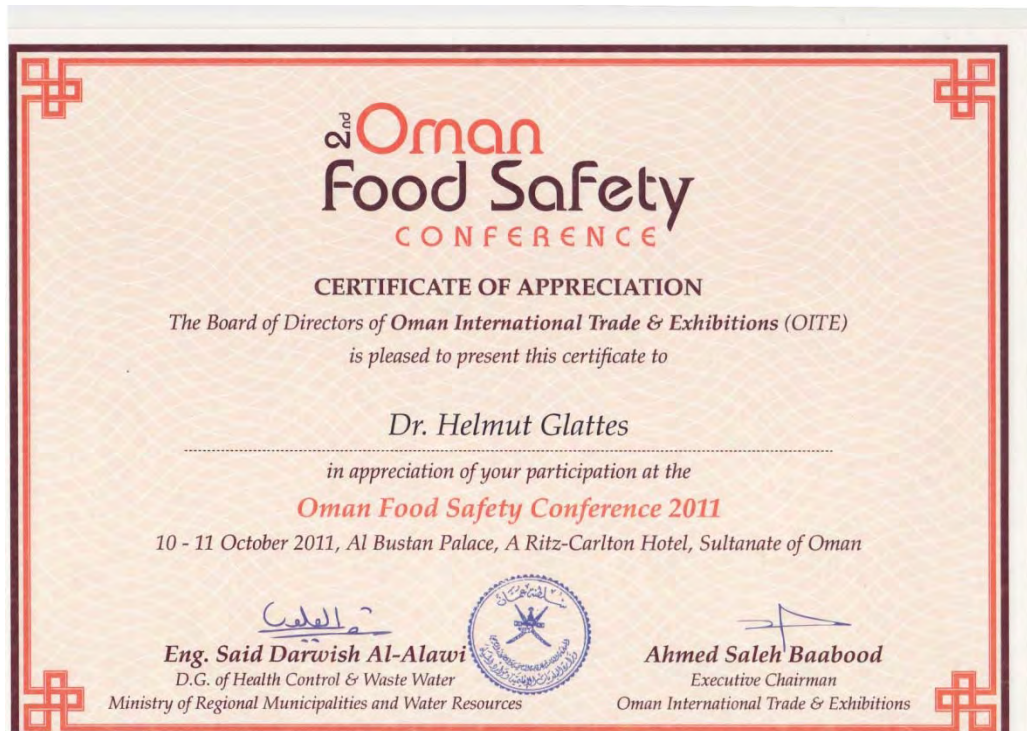 2nd Oman
Food Safety
CONFERENCE
CERTIFICATE OF APPRECIATION
The Board of Directors of Oman International Trade & Exhibitions (OITE)
is pleased to present this certificate to
Dr. Helmut Glattes
in appreciation of your participation at the
Oman Food Safety Conference 2011
10 - 11 October 2011, Al Bustan Palace, A Ritz-Carlton Hotel, Sultanate of Oman
سلطنة عمان
Eng. Said Darwish Al-Alawi
D.G. of Health Control & Waste Water
Ministry of Regional Municipalities and Water Resources
Ahmed Saleh Baabood
Executive Chairman
Oman International Trade & Exhibitions